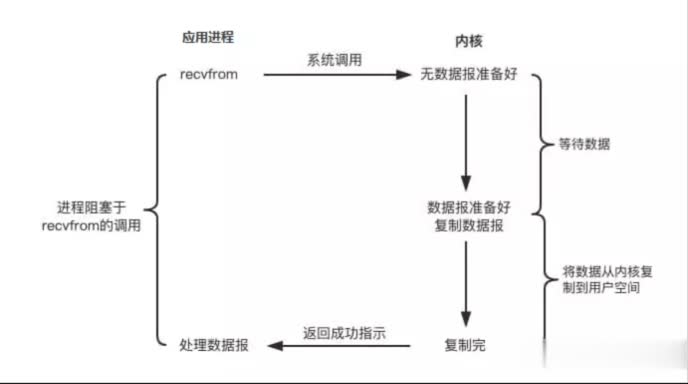 应用进程
内核
recvfrom
系统调用
无数据报准备好
等待数据
进程阻塞于
recvfrom的调用
数据报准备好
复制数据报
将数据从内核复
制到用户空间
处理数据报
返回成功指示
复制完